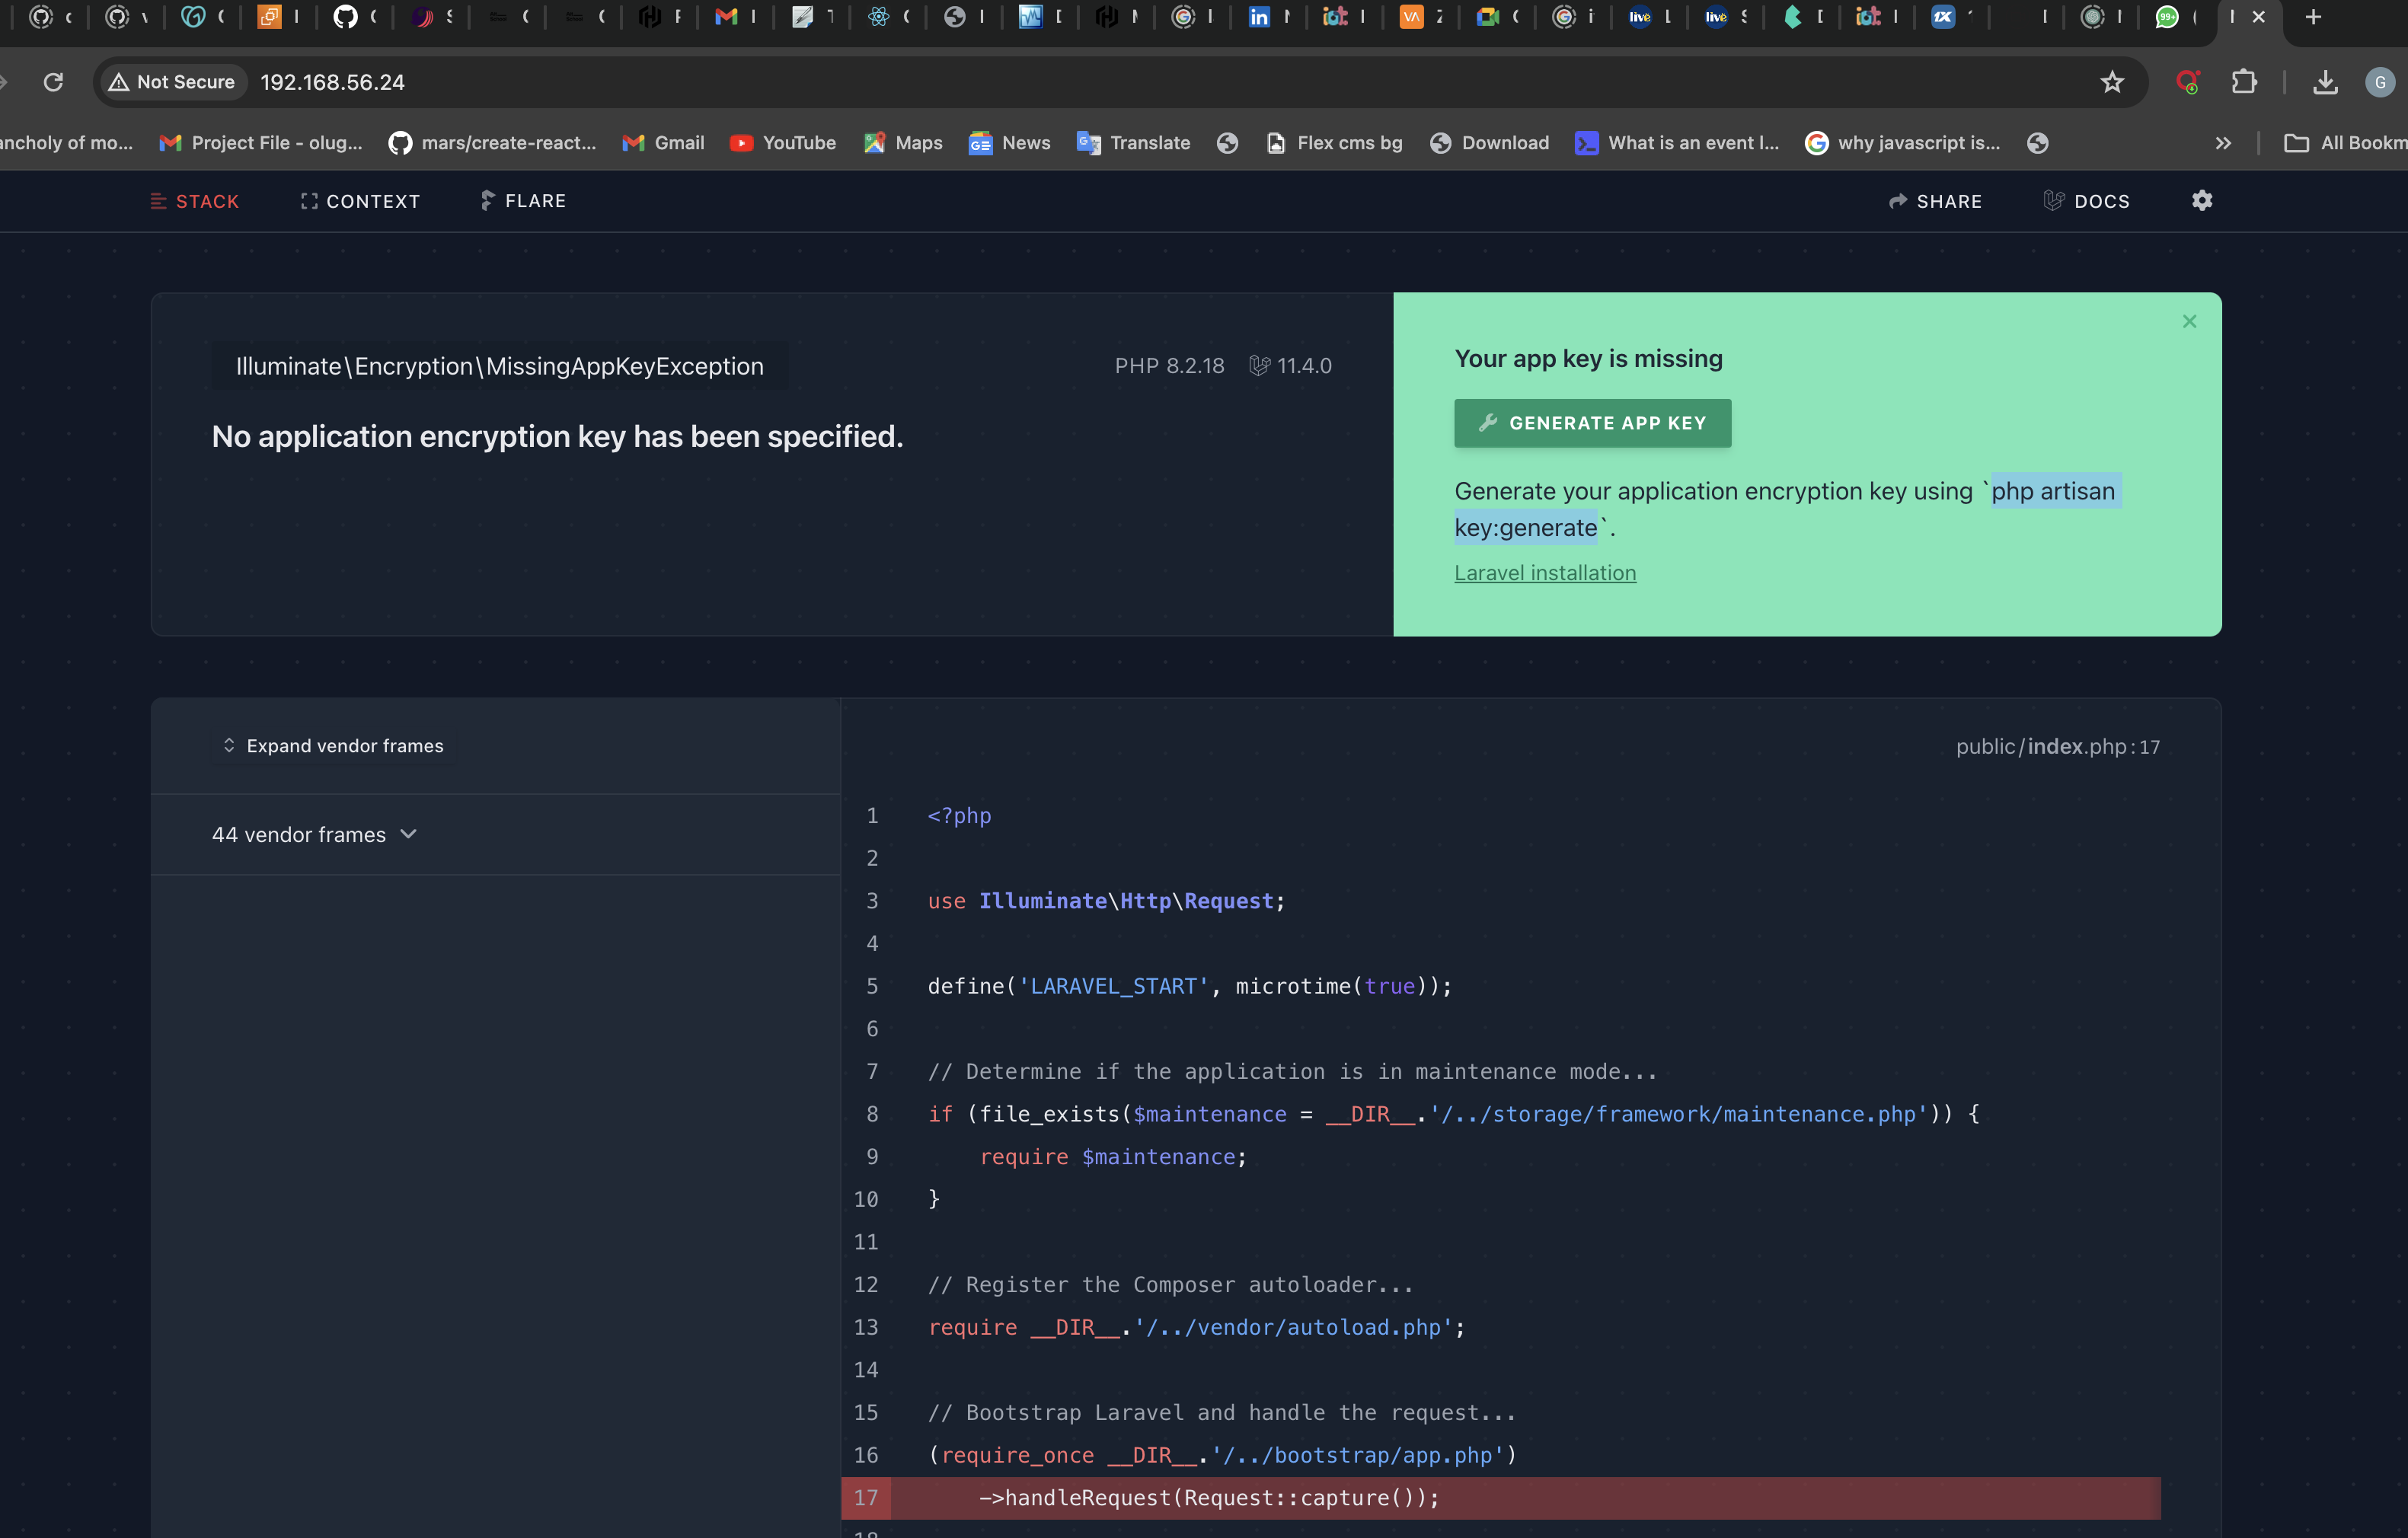 Not Secure 192.168.56.24
ancholy of mo... Project File - olug... mars/create-react... Gmail YouTube Maps News Translate Flex cms bg Download What is an event l... why javascript is... » All Bookm
STACK CONTEXT FLARE SHARE DOCS
Illuminate\Encryption\MissingAppKeyException PHP 8.2.18 11.4.0
No application encryption key has been specified.
Your app key is missing
GENERATE APP KEY
Generate your application encryption key using `php artisan
key:generate`.
Laravel installation
Expand vendor frames
44 vendor frames
public/index.php:17
1 <?php
2
3 use Illuminate\Http\Request;
4
5 define('LARAVEL_START', microtime(true));
6
7 // Determine if the application is in maintenance mode...
8 if (file_exists($maintenance = __DIR__.'/../storage/framework/maintenance.php')) {
9 require $maintenance;
10 }
11
12 // Register the Composer autoloader...
13 require __DIR__.'/../vendor/autoload.php';
14
15 // Bootstrap Laravel and handle the request...
16 (require_once __DIR__.'/../bootstrap/app.php')
17 ->handleRequest(Request::capture());